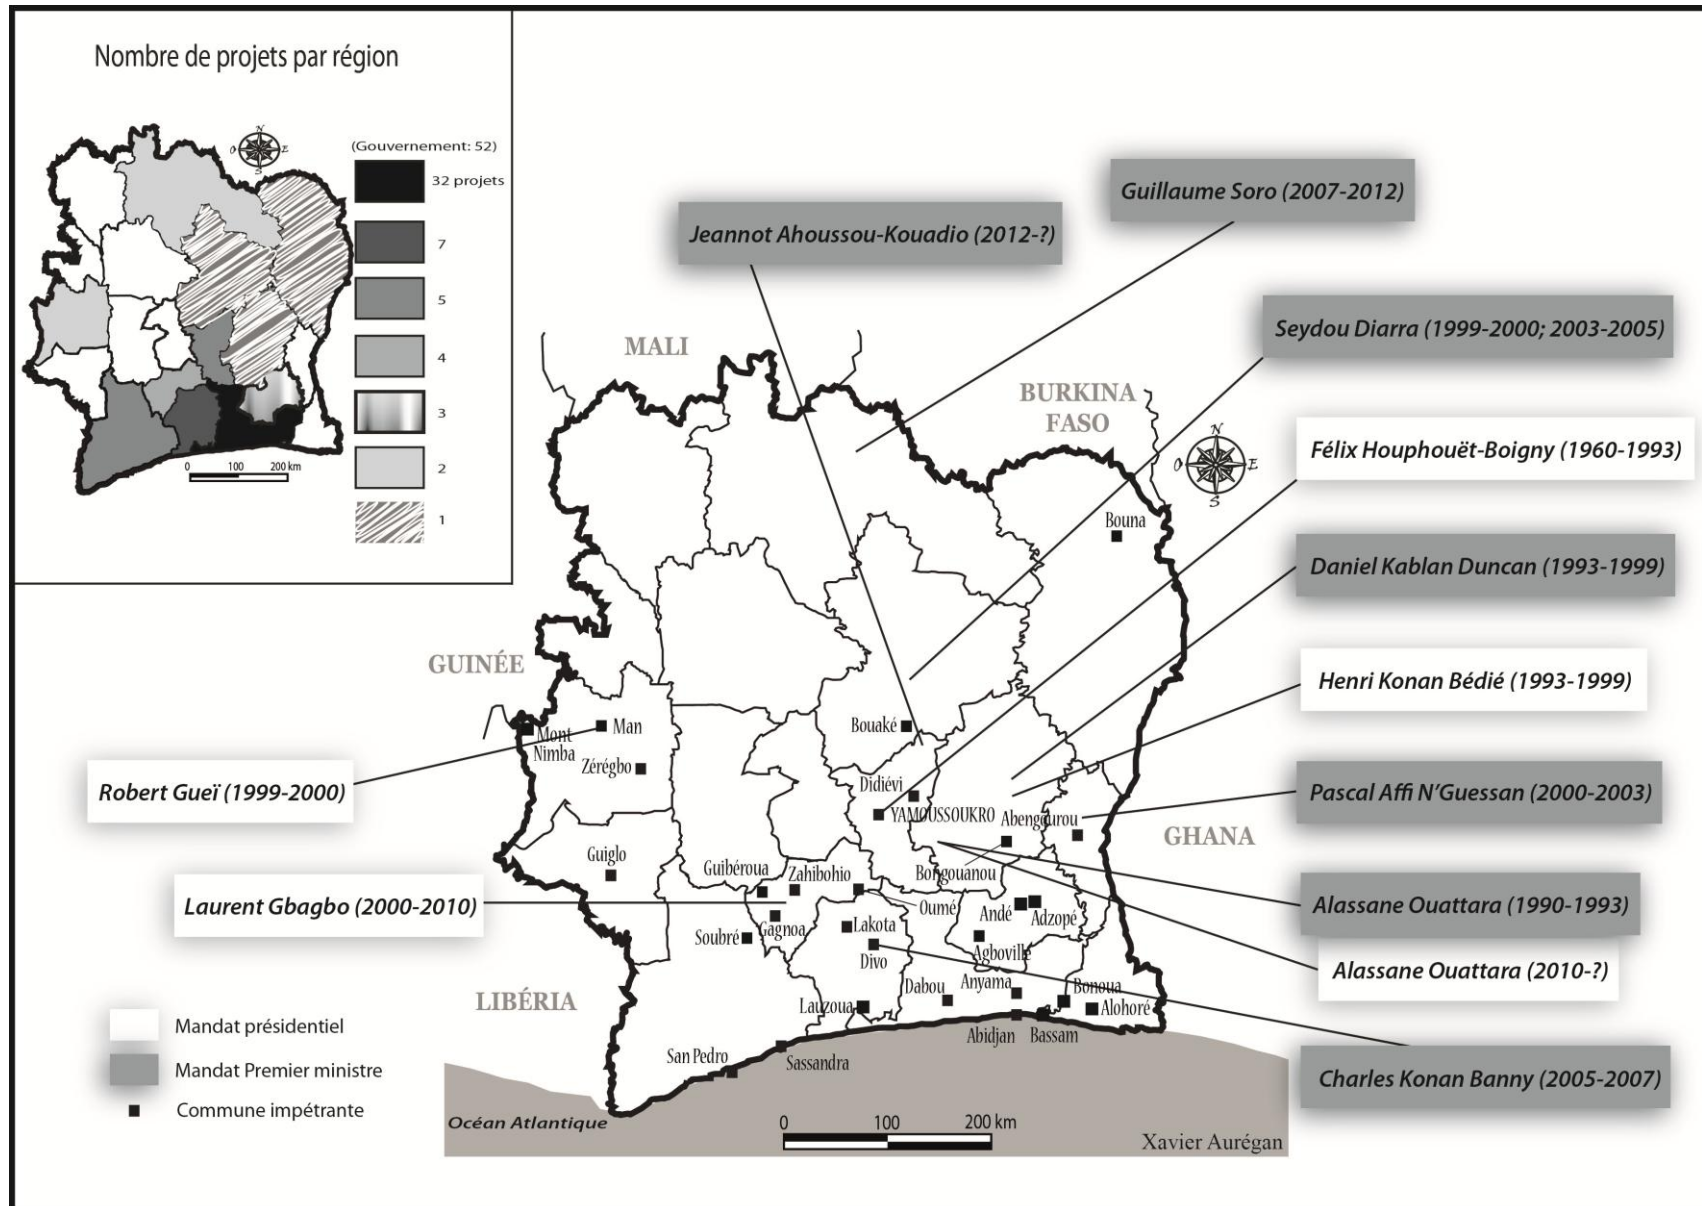 Nombre de projets par région
N
O
E
S
(Gouvernement: 52)
32 projets
7
5
4
3
2
1
0 100 200 km
Guillaume Soro (2007-2012)
Jeannot Ahoussou-Kouadio (2012-?)
Seydou Diarra (1999-2000; 2003-2005)
Félix Houphouët-Boigny (1960-1993)
Daniel Kablan Duncan (1993-1999)
Henri Konan Bédié (1993-1999)
Pascal Affi N'Guessan (2000-2003)
Alassane Ouattara (1990-1993)
Alassane Ouattara (2010-?)
Charles Konan Banny (2005-2007)
Robert Gueï (1999-2000)
Laurent Gbagbo (2000-2010)
MALI
BURKINA
FASO
N
O
E
S
GUINÉE
GHANA
LIBÉRIA
Bouna
Man
Mont
Nimba
Zérégbo
Bouaké
Didiévi
YAMOUSSOUKRO
Abengourou
Guiglo
Guibéroua
Zahibohio
Bongouanou
Oumé
Andé
Adzopé
Gagnoa
Lakota
Soubré
Divo
Agboville
Dabou
Anyama
Bonoua
Lauzoua
Alohoré
Abidjan
Bassam
San Pedro
Sassandra
Mandat présidentiel
Mandat Premier ministre
Commune impétrante
Océan Atlantique
0 100 200 km
Xavier Aurégan